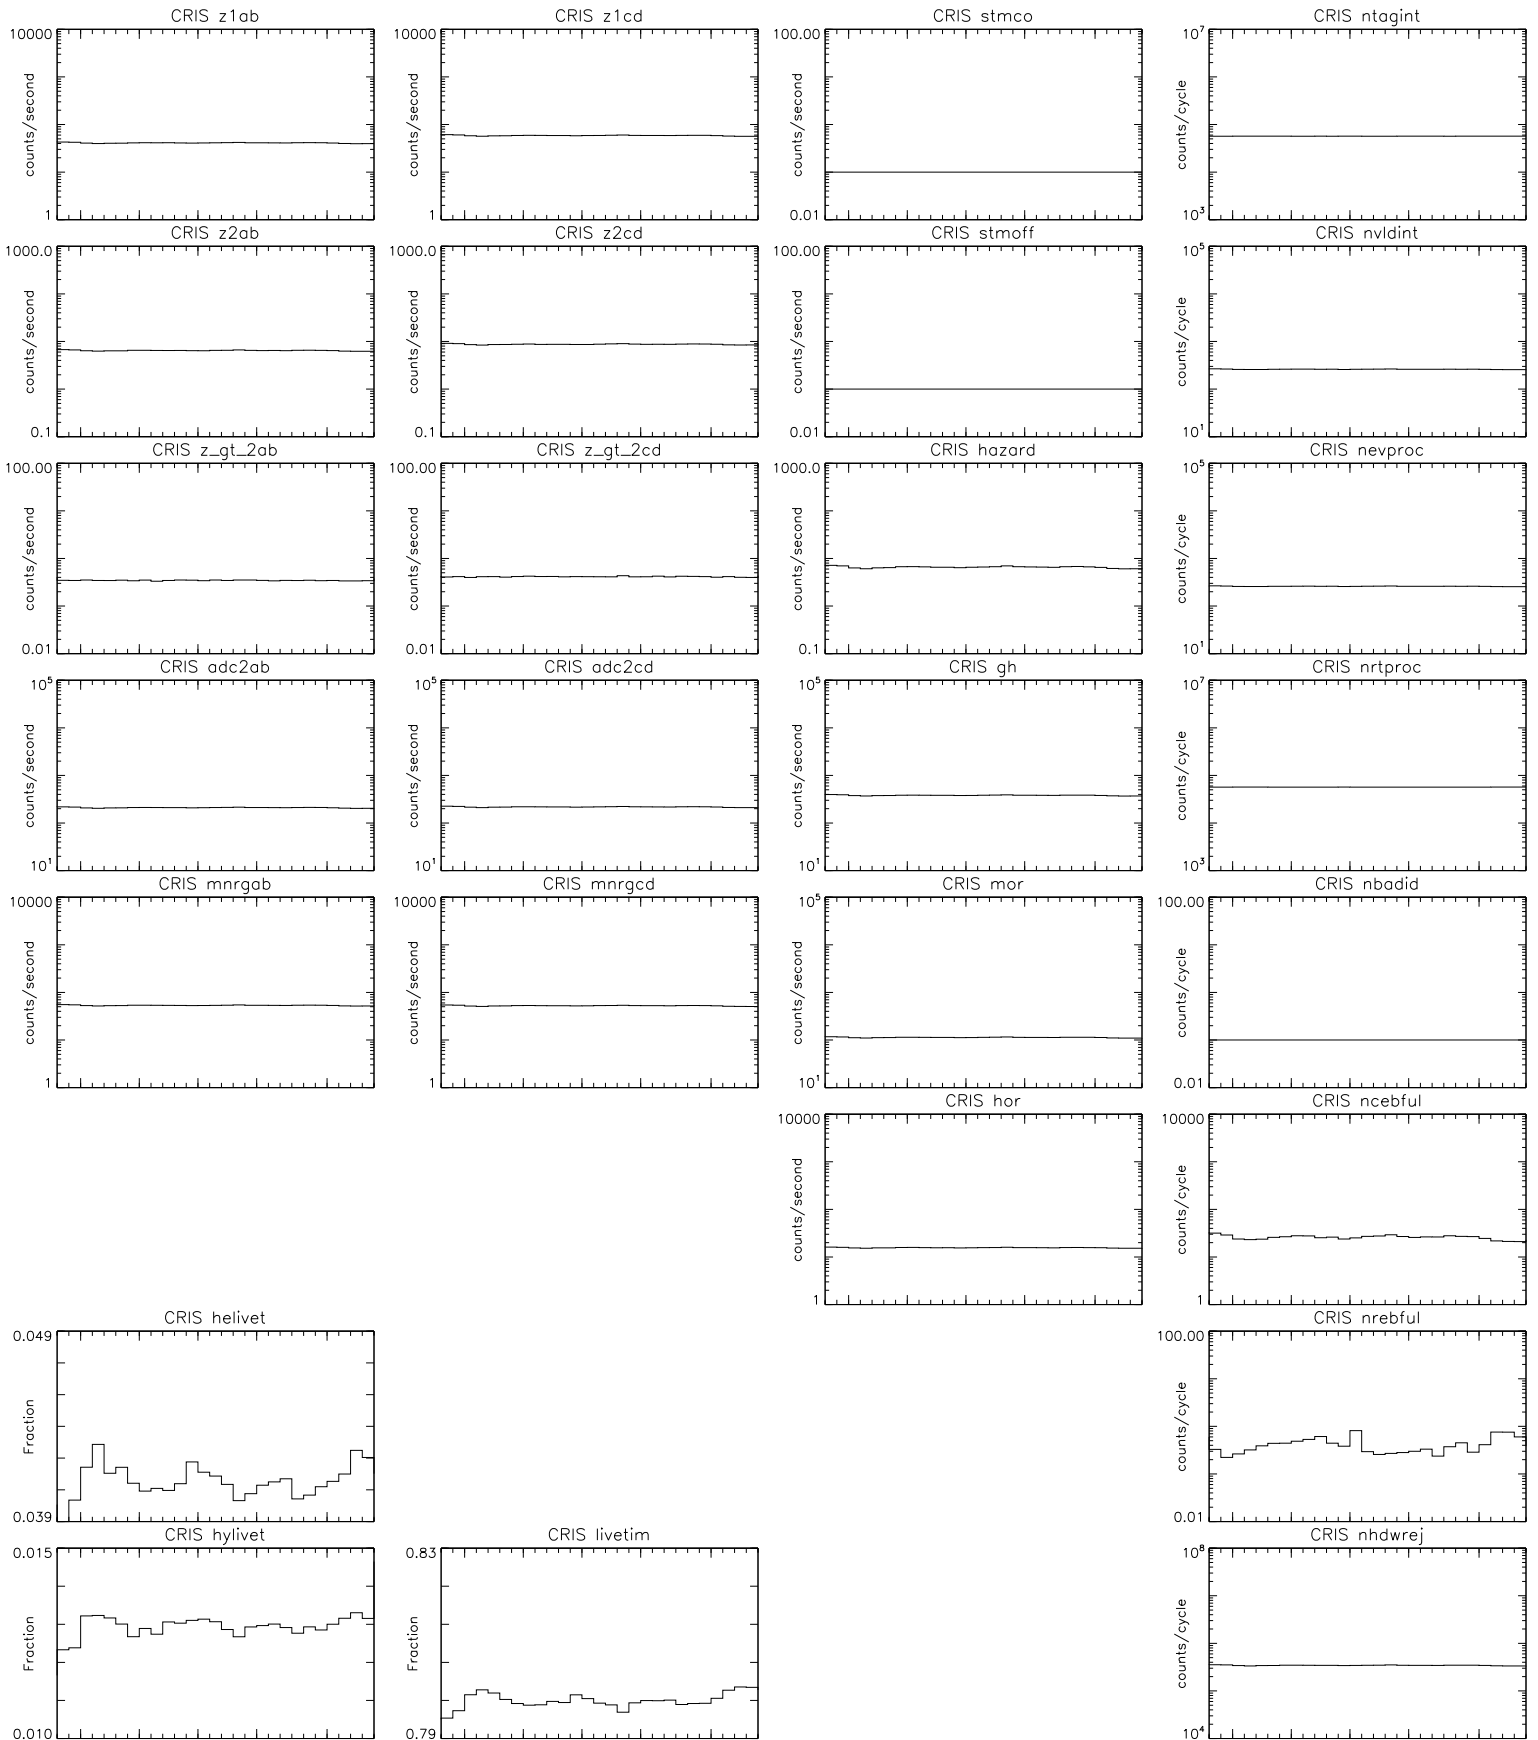 CRIS z1ab
10000
counts/second
1
CRIS z1cd
10000
counts/second
1
CRIS stmco
100.00
counts/second
0.01
CRIS ntagint
10⁷
counts/cycle
10³
CRIS z2ab
1000.0
counts/second
0.1
CRIS z2cd
1000.0
counts/second
0.1
CRIS stmoff
100.00
counts/second
0.01
CRIS nvldint
10⁵
counts/cycle
10¹
CRIS z_gt_2ab
100.00
counts/second
0.01
CRIS z_gt_2cd
100.00
counts/second
0.01
CRIS hazard
1000.0
counts/second
0.1
CRIS nevproc
10⁵
counts/cycle
10¹
CRIS adc2ab
10⁵
counts/second
10¹
CRIS adc2cd
10⁵
counts/second
10¹
CRIS gh
10⁵
counts/second
10¹
CRIS nrtproc
10⁷
counts/cycle
10³
CRIS mnrgab
10000
counts/second
1
CRIS mnrgcd
10000
counts/second
1
CRIS mor
10⁵
counts/second
10¹
CRIS nbadid
100.00
counts/cycle
0.01
CRIS hor
10000
counts/second
1
CRIS ncebful
10000
counts/cycle
1
CRIS helivet
0.049
Fraction
0.039
CRIS nrebful
100.00
counts/cycle
0.01
CRIS hylivet
0.015
Fraction
0.010
CRIS livetim
0.83
Fraction
0.79
CRIS nhdwrej
10⁸
counts/cycle
10⁴